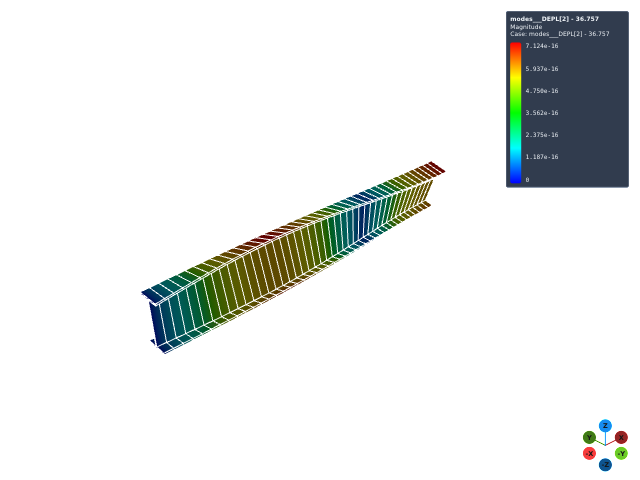 modes___DEPL[2] - 36.757
Magnitude
Case: modes___DEPL[2] - 36.757
7.124e-16
5.937e-16
4.750e-16
3.562e-16
2.375e-16
1.187e-16
0
Z
Y
X
-X
-Y
-Z